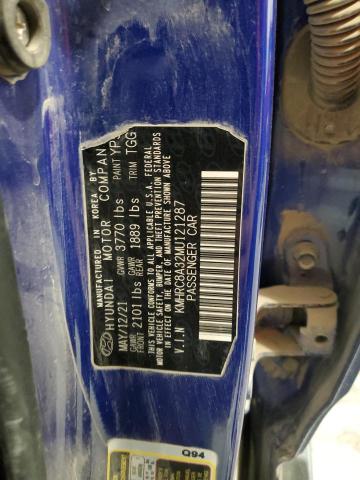 MANUFACTURED IN KOREA BY
HYUNDAI MOTOR COMPAN
MAY/12/21 GVWR 3770 lbs PAINT YP5
GAWR FRONT 2101 lbs GAWR REAR 1889 lbs TRIM TGG
THIS VEHICLE CONFORMS TO ALL APPLICABLE U.S.A. FEDERAL
MOTOR VEHICLE SAFETY, BUMPER, AND THEFT PREVENTION
STANDARDS IN EFFECT ON THE DATE OF MANUFACTURE SHOWN ABOVE
V.I.N KMHRC8A32NU121287
PASSENGER CAR
Q94